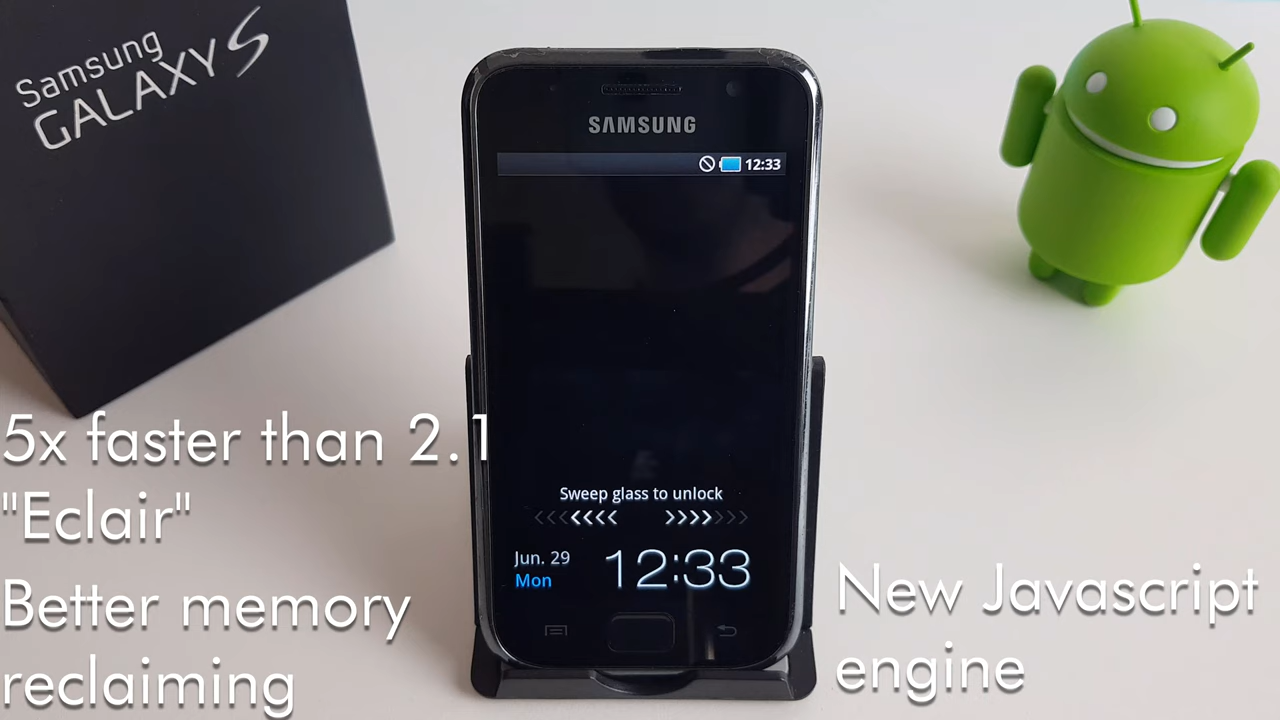 Samsung
GALAXY S
SAMSUNG
12:33
Sweep glass to unlock
Jun. 29
Mon
12:33
5x faster than 2.1
"Eclair"
Better memory
reclaiming
New Javascript
engine